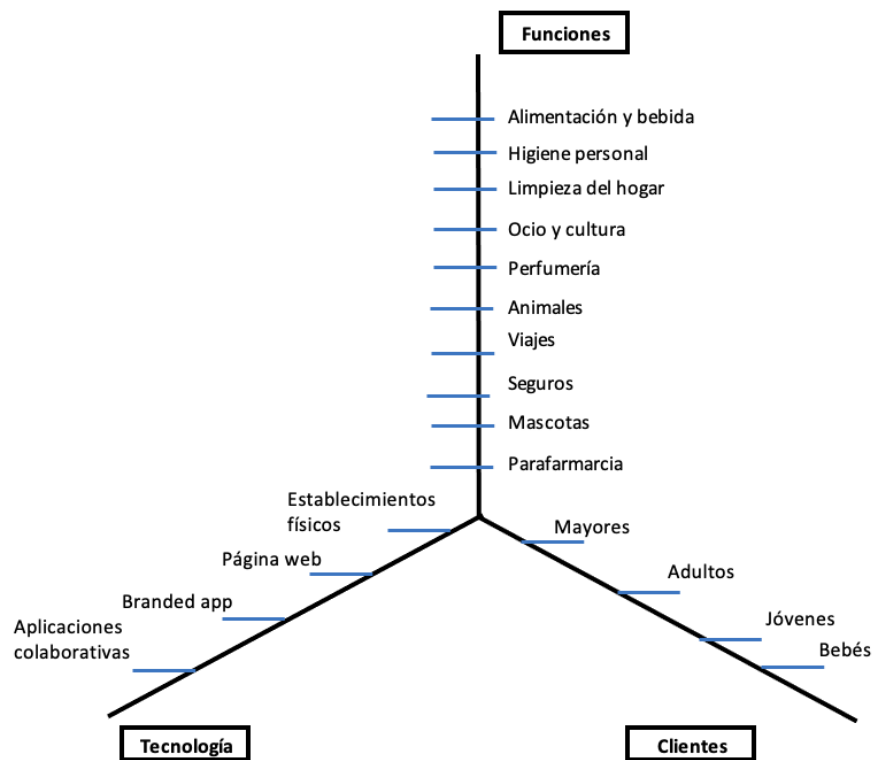 Funciones
Alimentación y bebida
Higiene personal
Limpieza del hogar
Ocio y cultura
Perfumería
Animales
Viajes
Seguros
Mascotas
Parafarmarcia
Establecimientos
físicos
Página web
Branded app
Aplicaciones
colaborativas
Mayores
Adultos
Jóvenes
Bebés
Tecnología
Clientes